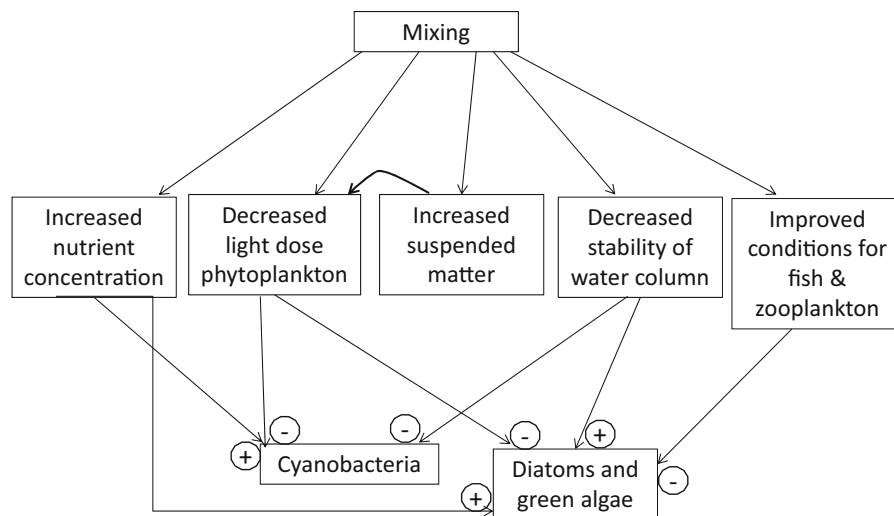 Mixing
Increased
nutrient
concentration
Decreased
light dose
phytoplankton
Increased
suspended
matter
Decreased
stability of
water column
Improved
conditions for
fish &
zooplankton
+
-
-
Cyanobacteria
-
+
-
+
Diatoms and
green algae